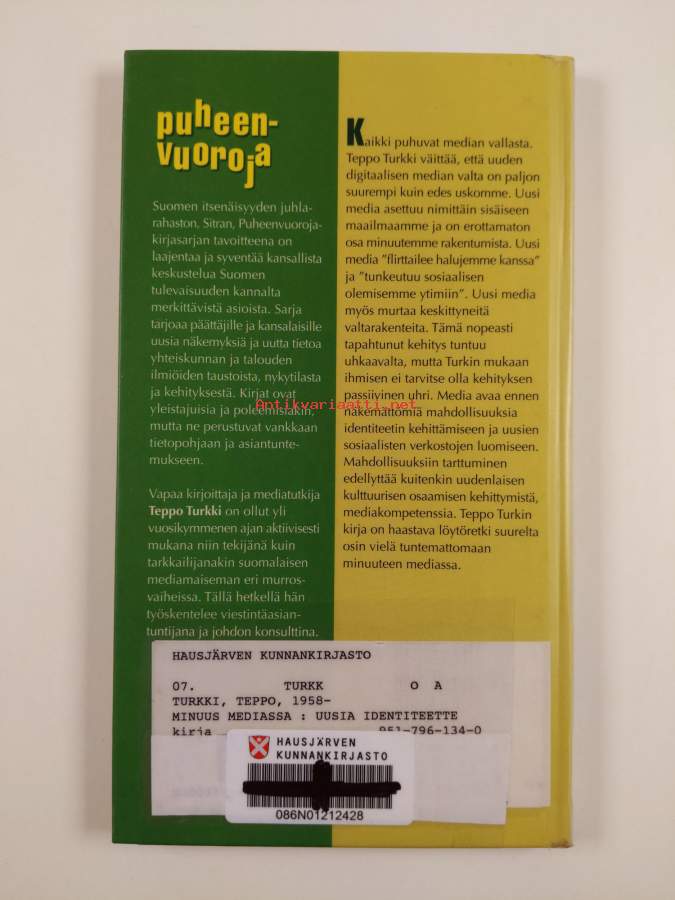 puheen-
vuoroja
Suomen itsenäisyyden juhla-
rahaston, Sitran, Puheenvuoroja-
kirjasarjan tavoitteena on
laajentaa ja syventää kansallista
keskustelua Suomen
tulevaisuuden kannalta
merkittävistä asioista. Sarja
tarjoaa päättäjille ja kansalaisille
uusia näkemyksiä ja uutta tietoa
yhteiskunnan ja talouden
ilmiöiden taustoista, nykytilasta
ja kehityksestä. Kirjat ovat
yleistajuisia ja poleemisiakin,
mutta ne perustuvat vankkaan
tietopohjaan ja asiantunte-
mukseen.
Vapaa kirjoittaja ja mediatutkija
Teppo Turkki on ollut yli
vuosikymmenen ajan aktiivisesti
mukana niin tekijänä kuin
tarkkailijanakin suomalaisen
mediamaiseman eri murros-
vaiheissa. Tällä hetkellä hän
työskentelee viestintäasian-
tuntijana ja johdon konsulttina.
Kaikki puhuvat median vallasta.
Teppo Turkki väittää, että uuden
digitaalisen median valta on paljon
suurempi kuin edes uskomme. Uusi
media asettuu nimittäin sisäiseen
maailmaamme ja on erottamaton
osa minuutemme rakentumista. Uusi
media "flirttailee halujemme kanssa"
ja "tunkeutuu sosiaalisen
olemisemme ytimiin". Uusi media
myös murtaa keskittyneitä
valtarakenteita. Tämä nopeasti
tapahtunut kehitys tuntuu
uhkaavalta, mutta Turkin mukaan
ihmisen ei tarvitse olla kehityksen
passiivinen uhri. Media avaa ennen
näkemättömiä mahdollisuuksia
identiteetin kehittämiseen ja uusien
sosiaalisten verkostojen luomiseen.
Mahdollisuuksiin tarttuminen
edellyttää kuitenkin uudenlaisen
kulttuurisen osaamisen kehittymistä,
mediakompetenssia. Teppo Turkin
kirja on haastava löytöretki suurelta
osin vielä tuntemattomaan
minuuteen mediassa.
Antikvariaatti.net
HAUSJÄRVEN KUNNANKIRJASTO
07. TURKK O A
TURKKI, TEPPO, 1958-
MINUUS MEDIASSA : UUSIA IDENTITEETTE
kirja 951-796-134-0
HAUSJÄRVEN
KUNNANKIRJASTO
086N01212428